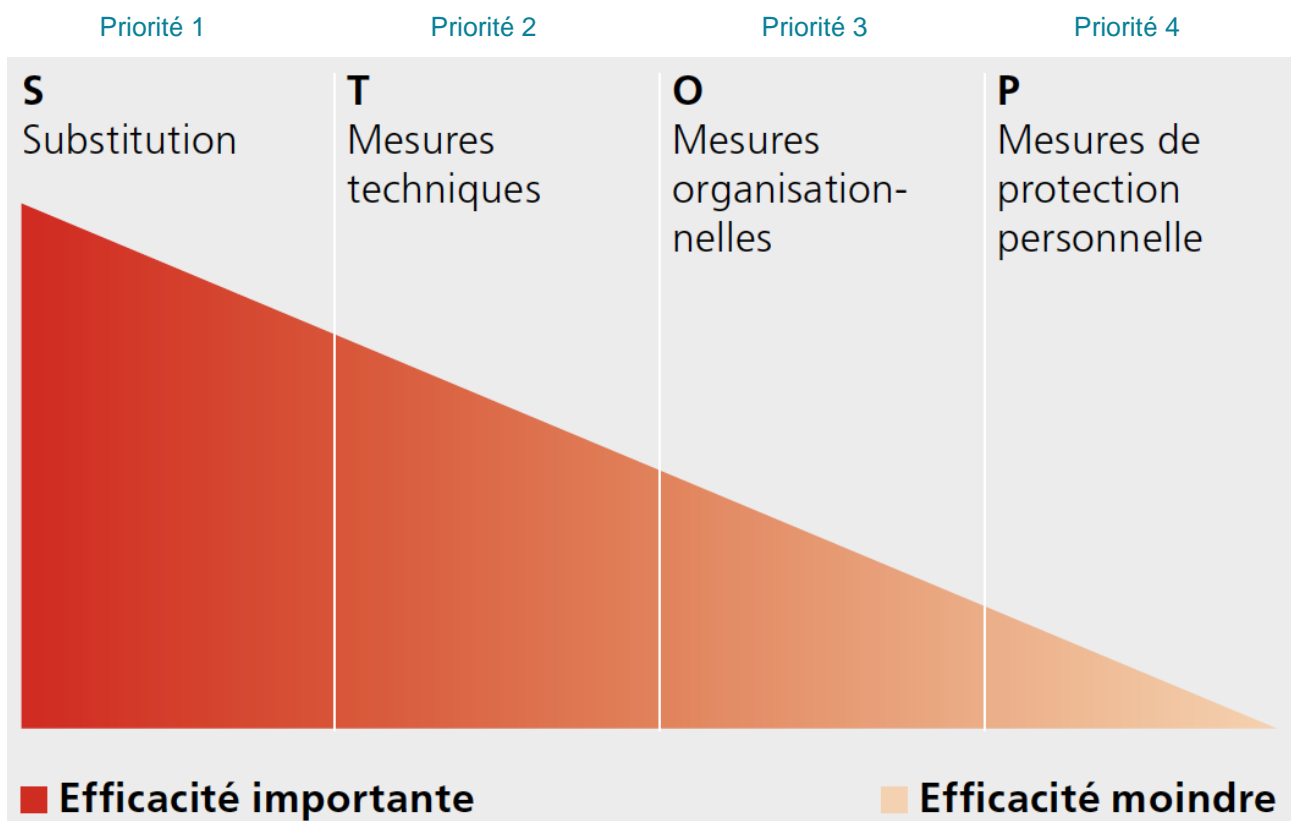 Priorité 1
Priorité 2
Priorité 3
Priorité 4
S
Substitution
T
Mesures
techniques
O
Mesures
organisation-
nelles
P
Mesures de
protection
personnelle
Efficacité importante
Efficacité moindre